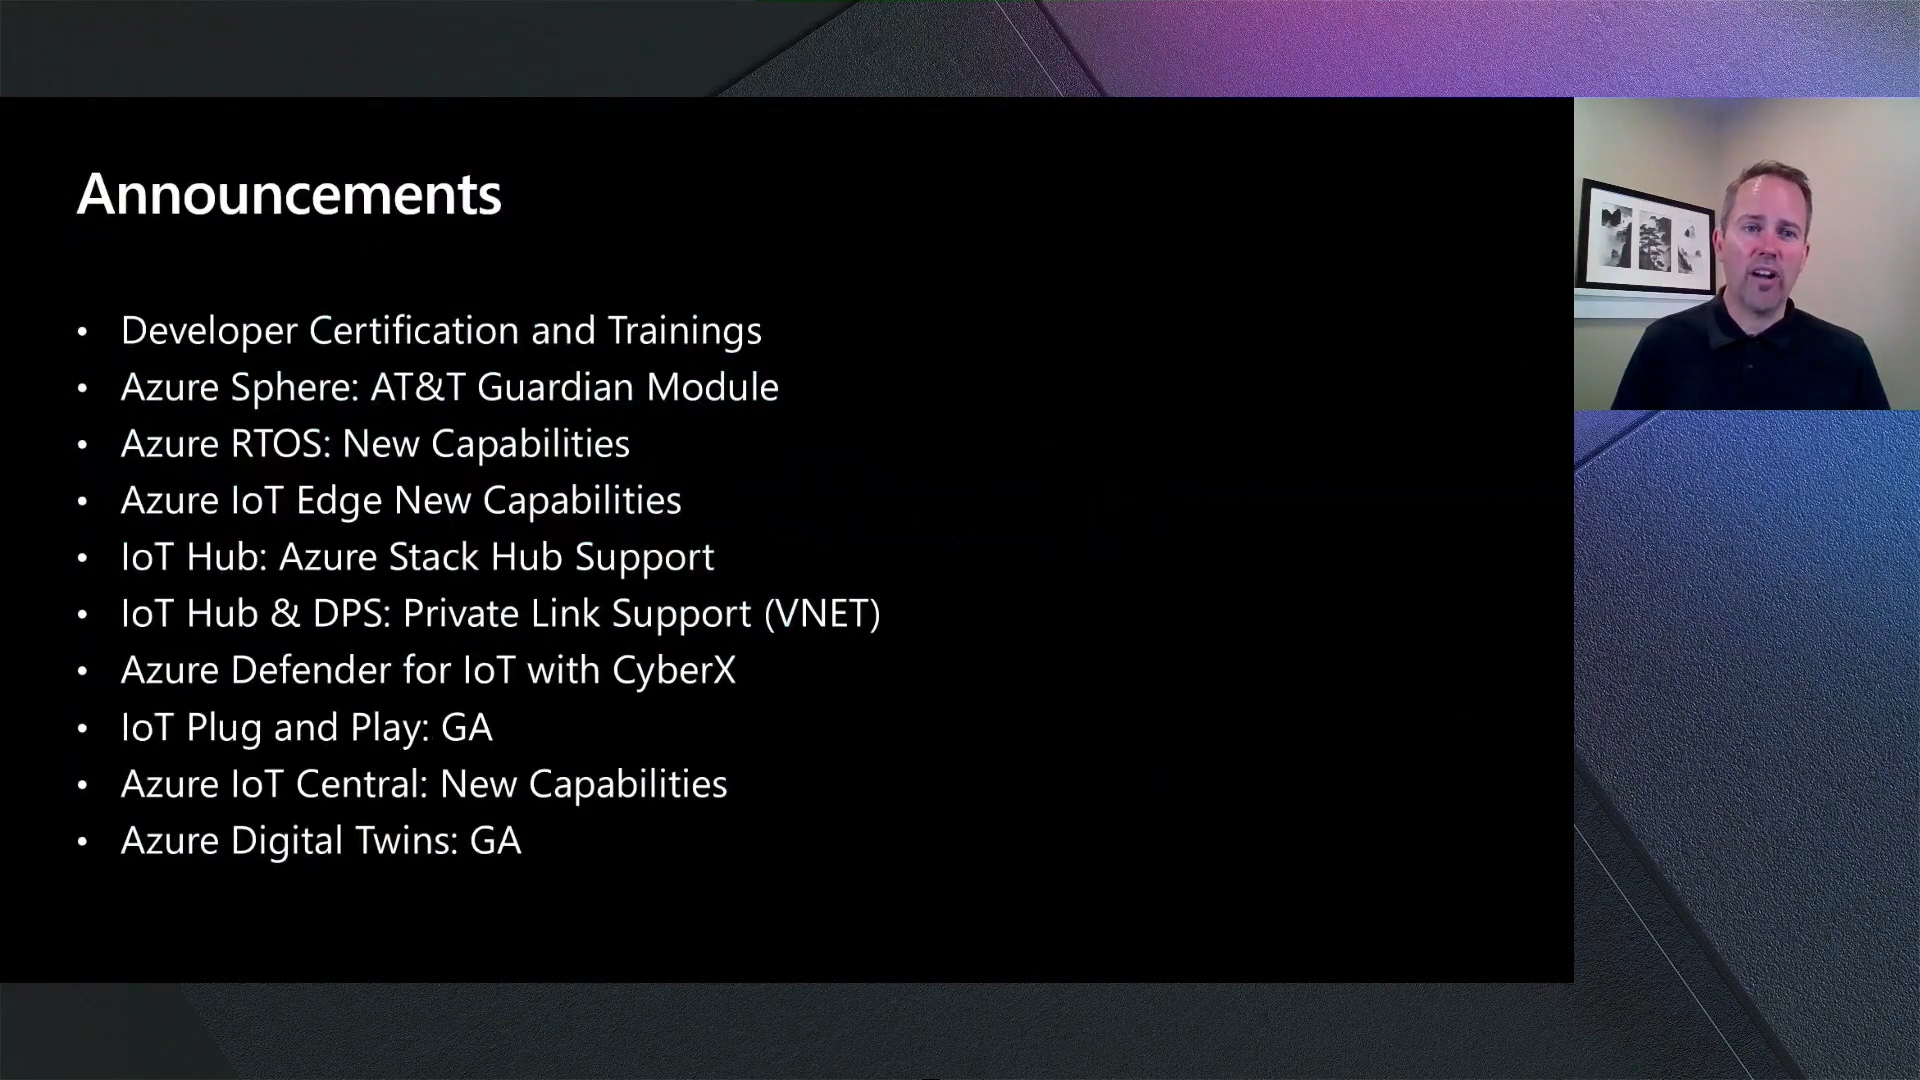 Announcements
• Developer Certification and Trainings
• Azure Sphere: AT&T Guardian Module
• Azure RTOS: New Capabilities
• Azure IoT Edge New Capabilities
• IoT Hub: Azure Stack Hub Support
• IoT Hub & DPS: Private Link Support (VNET)
• Azure Defender for IoT with CyberX
• IoT Plug and Play: GA
• Azure IoT Central: New Capabilities
• Azure Digital Twins: GA